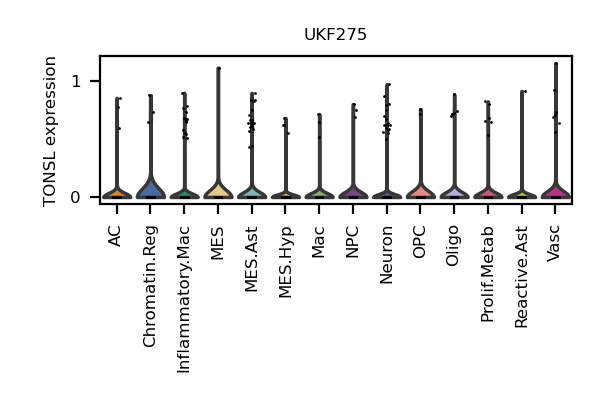 UKF275
TONSL expression
1
0
AC
Chromatin.Reg
Inflammatory.Mac
MES
MES.Ast
MES.Hyp
Mac
NPC
Neuron
OPC
Oligo
Prolif.Metab
Reactive.Ast
Vasc